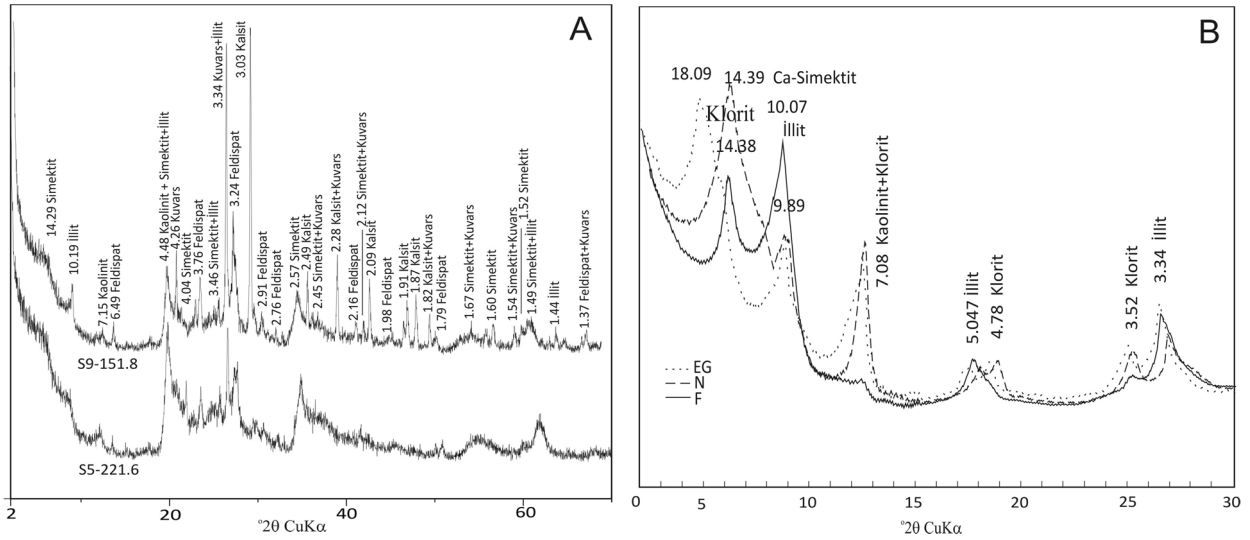 A
14.29 Simektit
10.19 İllit
7.15 Kaolinit
6.49 Feldispat
4.48 Kaolinit + Simektit+İllit
4.26 Kuvars
4.04 Simektit
3.76 Feldispat
3.46 Simektit+İllit
3.34 Kuvars+İllit
3.24 Feldispat
3.03 Kalsit
2.91 Feldispat
2.76 Feldispat
2.57 Simektit
2.49 Kalsit
2.45 Simektit+Kuvars
2.28 Kalsit+Kuvars
2.16 Feldispat
2.12 Simektit+Kuvars
2.09 Kalsit
1.98 Feldispat
1.91 Kalsit
1.87 Kalsit
1.82 Kalsit+Kuvars
1.79 Feldispat
1.67 Simektit+Kuvars
1.60 Simektit
1.54 Simektit+Kuvars
1.52 Simektit
1.49 Simektit+İllit
1.44 İllit
1.37 Feldispat+Kuvars
S9-151.8
S5-221.6
2 20 40 60
°2θ CuKα
B
18.09
14.39 Ca-Simektit
Klorit
14.38
10.07
İllit
9.89
7.08 Kaolinit+Klorit
5.047 İllit
4.78 Klorit
3.52 Klorit
3.34 İllit
EG
N
F
0 5 10 15 20 25 30
°2θ CuKα